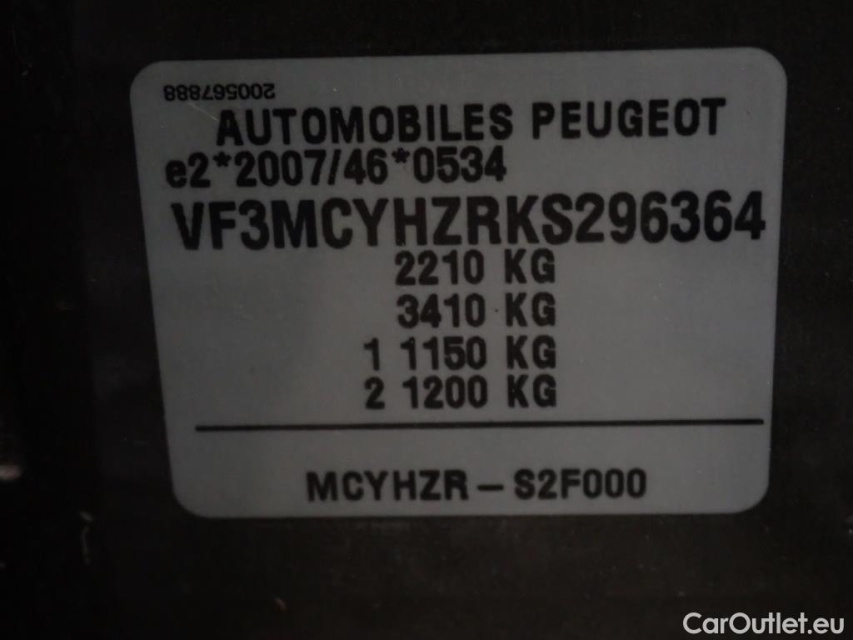 200567888
AUTOMOBILES PEUGEOT
e2*2007/46*0534
VF3MCYHZRKS296364
2210 KG
3410 KG
1 1150 KG
2 1200 KG
MCYHZR - S2F000
CarOutlet.eu